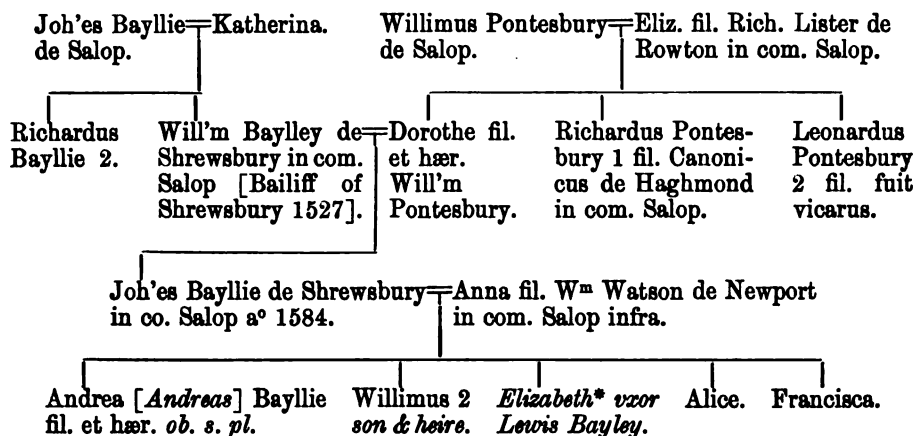 Joh'es Bayllie Katherina.
de Salop.
Willimus Pontesbury Eliz. fil. Rich. Lister de
de Salop. Rowton in com. Salop.
Richardus
Bayllie 2.
Will'm Baylley de
Shrewsbury in com.
Salop [Bailiff of
Shrewsbury 1527].
Dorothe fil.
et hær.
Will'm
Pontesbury.
Richardus Pontes-
bury 1 fil. Canoni-
cus de Haghmond
in com. Salop.
Leonardus
Pontesbury
2 fil. fuit
vicarus.
Joh'es Bayllie de Shrewsbury
in co. Salop aº 1584.
Anna fil. Wᵐ Watson de Newport
in com. Salop infra.
Andrea [Andreas] Bayllie
fil. et hær. ob. s. pl.
Willimus 2
son & heire.
Elizabeth* vxor
Lewis Bayley.
Alice.
Francisca.